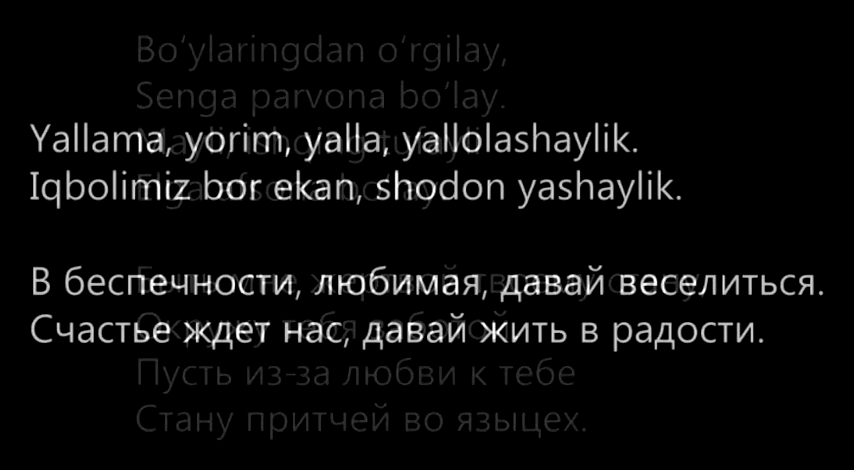 Bo‘ylaringdan o‘rgilay,
Senga parvona bo‘lay.
Yallama, yorim, yalla, yallolashaylik.
Iqbolimiz bor ekan, shodon yashaylik.
В беспечности, любимая, давай веселиться.
Счастье ждет нас, давай жить в радости.
Пусть из-за любви к тебе
Стану притчей во языцех.